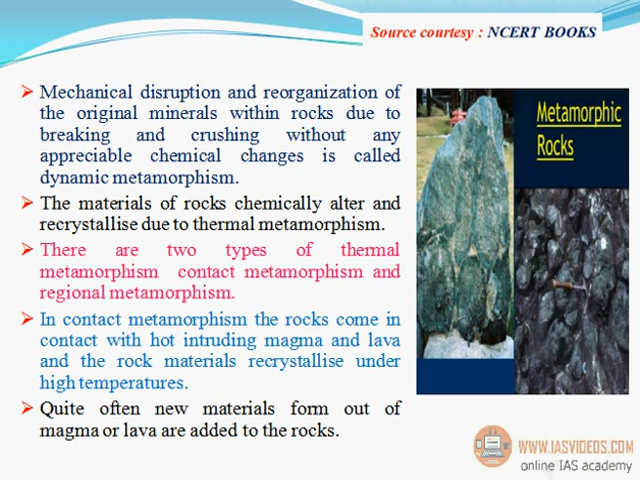 Source courtesy : NCERT BOOKS
Mechanical disruption and reorganization of
the original minerals within rocks due to
breaking and crushing without any
appreciable chemical changes is called
dynamic metamorphism.
The materials of rocks chemically alter and
recrystallise due to thermal metamorphism.
There are two types of thermal
metamorphism contact metamorphism and
regional metamorphism.
In contact metamorphism the rocks come in
contact with hot intruding magma and lava
and the rock materials recrystallise under
high temperatures.
Quite often new materials form out of
magma or lava are added to the rocks.
Metamorphic
Rocks
WWW.IASVIDEOS.COM
online IAS academy